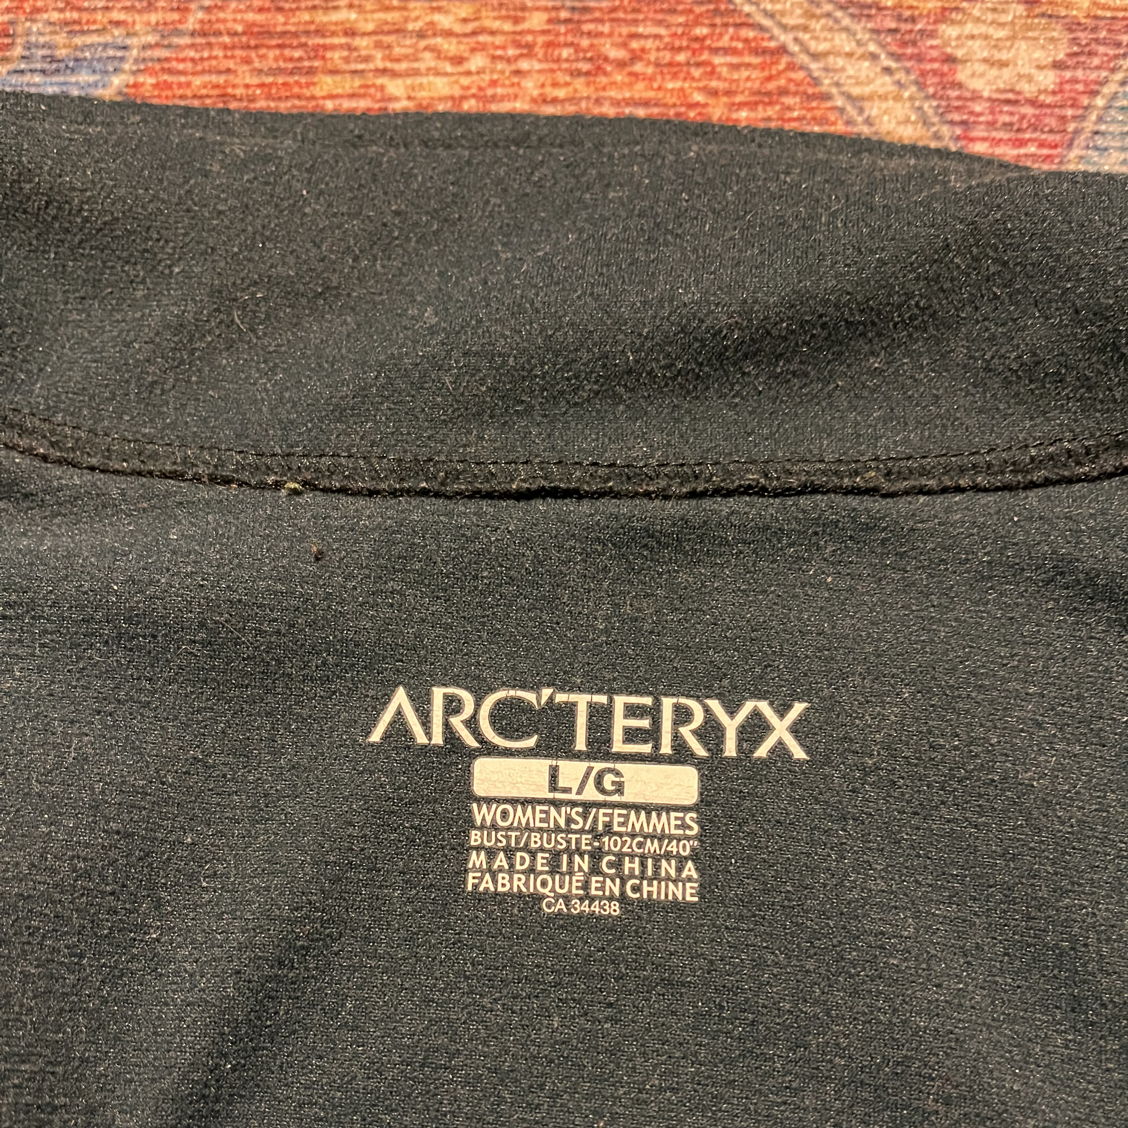 ARC'TERYX
L/G
WOMEN'S/FEMMES
BUST/BUSTE-102CM/40"
MADE IN CHINA
FABRIQUÉ EN CHINE
CA 34438